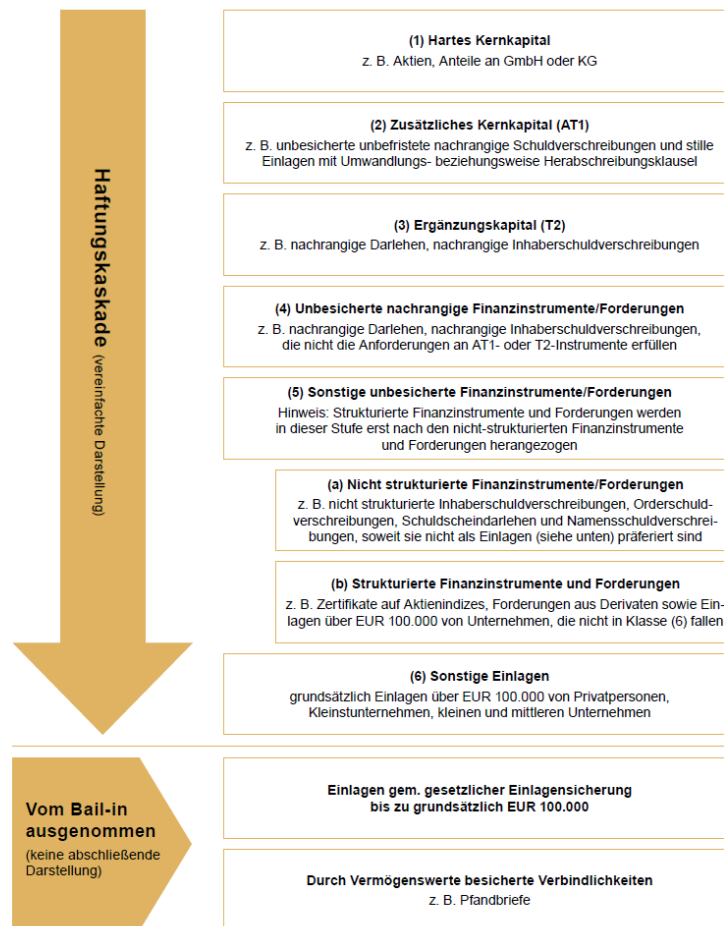 Haftungskaskade (vereinfachte Darstellung)
(1) Hartes Kernkapital
z. B. Aktien, Anteile an GmbH oder KG
(2) Zusätzliches Kernkapital (AT1)
z. B. unbesicherte unbefristete nachrangige Schuldverschreibungen und stille
Einlagen mit Umwandlungs- beziehungsweise Herabschreibungsklausel
(3) Ergänzungskapital (T2)
z. B. nachrangige Darlehen, nachrangige Inhaberschuldverschreibungen
(4) Unbesicherte nachrangige Finanzinstrumente/Forderungen
z. B. nachrangige Darlehen, nachrangige Inhaberschuldverschreibungen,
die nicht die Anforderungen an AT1- oder T2-Instrumente erfüllen
(5) Sonstige unbesicherte Finanzinstrumente/Forderungen
Hinweis: Strukturierte Finanzinstrumente und Forderungen werden
in dieser Stufe erst nach den nicht-strukturierten Finanzinstrumente
und Forderungen herangezogen
(a) Nicht strukturierte Finanzinstrumente/Forderungen
z. B. nicht strukturierte Inhaberschuldverschreibungen, Orderschuld-
verschreibungen, Schuldscheindarlehen und Namensschuldverschrei-
bungen, soweit sie nicht als Einlagen (siehe unten) präferiert sind
(b) Strukturierte Finanzinstrumente und Forderungen
z. B. Zertifikate auf Aktienindizes, Forderungen aus Derivaten sowie Ein-
lagen über EUR 100.000 von Unternehmen, die nicht in Klasse (6) fallen
(6) Sonstige Einlagen
grundsätzlich Einlagen über EUR 100.000 von Privatpersonen,
Kleinstunternehmen, kleinen und mittleren Unternehmen
Vom Bail-in
ausgenommen
(keine abschließende
Darstellung)
Einlagen gem. gesetzlicher Einlagensicherung
bis zu grundsätzlich EUR 100.000
Durch Vermögenswerte besicherte Verbindlichkeiten
z. B. Pfandbriefe